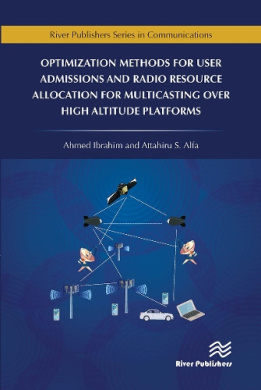 River Publishers Series in Communications
OPTIMIZATION METHODS FOR USER
ADMISSIONS AND RADIO RESOURCE
ALLOCATION FOR MULTICASTING OVER
HIGH ALTITUDE PLATFORMS
Ahmed Ibrahim and Attahiru S. Alfa
River Publishers